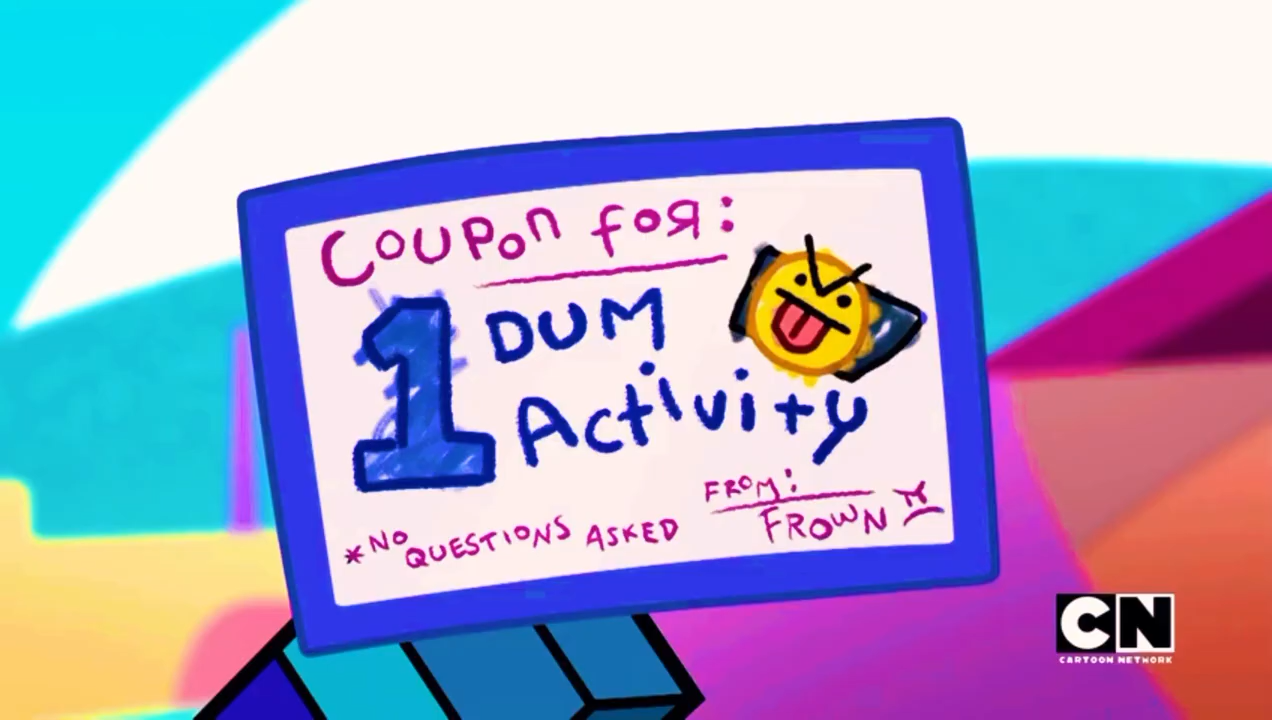 Coupon foR:
1 DUM
Activity
*NO QUESTIONS ASKED
FROM:
FROWN
CN
CARTOON NETWORK